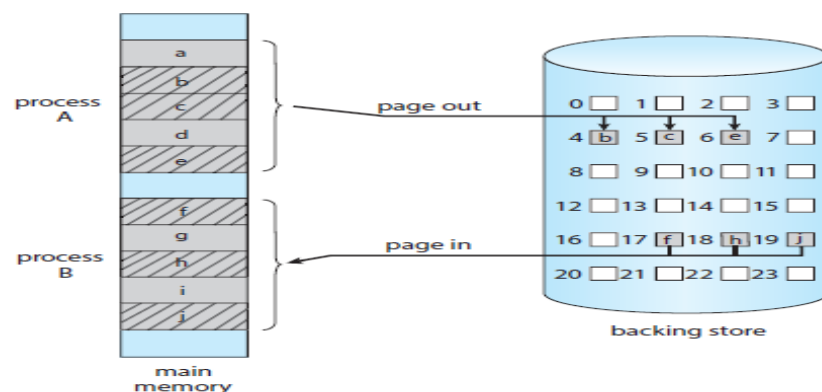 a
b
c
d
e
f
g
h
i
j
process
A
process
B
main
memory
page out
page in
0 1 2 3
4 b 5 c 6 e 7
8 9 10 11
12 13 14 15
16 17 f 18 h 19 j
20 21 22 23
backing store